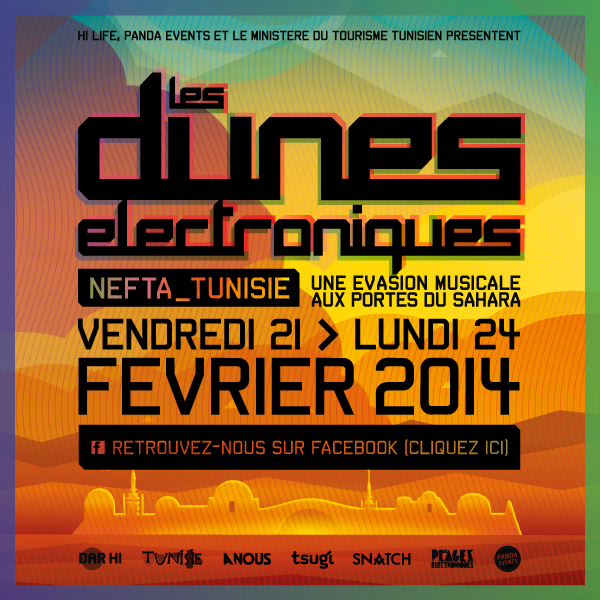 HI LIFE, PANDA EVENTS ET LE MINISTERE DU TOURISME TUNISIEN PRESENTENT
Les
dunes
electroniques
NEFTA_TUNISIE
UNE EVASION MUSICALE
AUX PORTES DU SAHARA
VENDREDI 21 > LUNDI 24
FEVRIER 2014
f RETROUVEZ-NOUS SUR FACEBOOK (CLIQUEZ ICI)
DAR HI TUNISIE ANOUS tsugi SNATCH PLAGES ELECTRONIQUES PANDA EVENTS